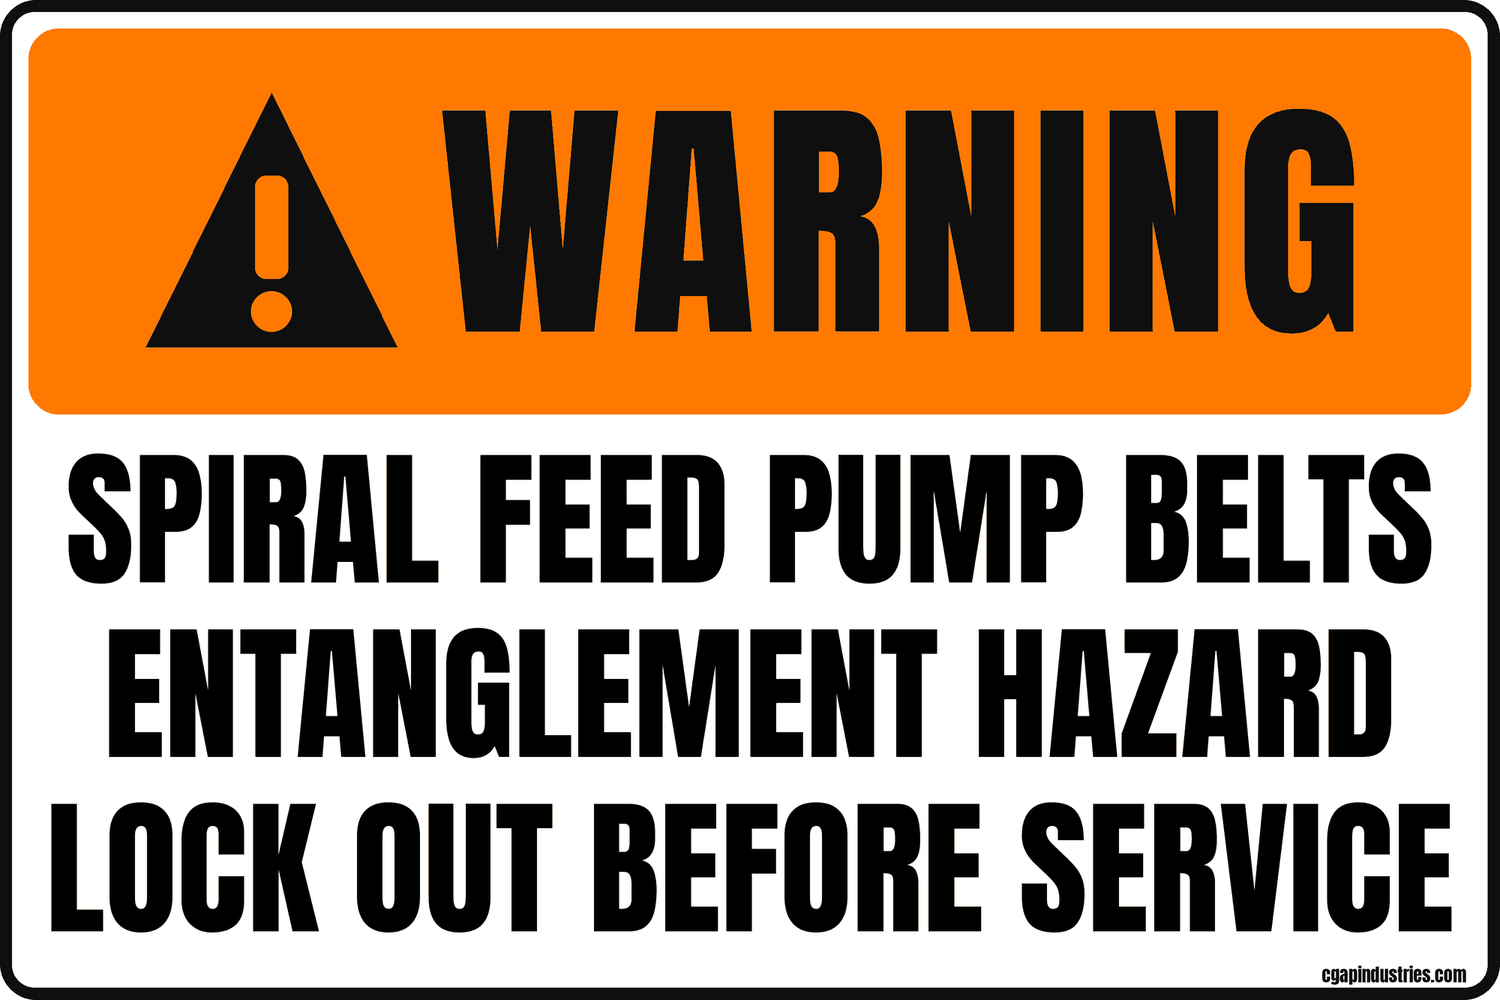 WARNING
SPIRAL FEED PUMP BELTS
ENTANGLEMENT HAZARD
LOCK OUT BEFORE SERVICE
cgapindustries.com